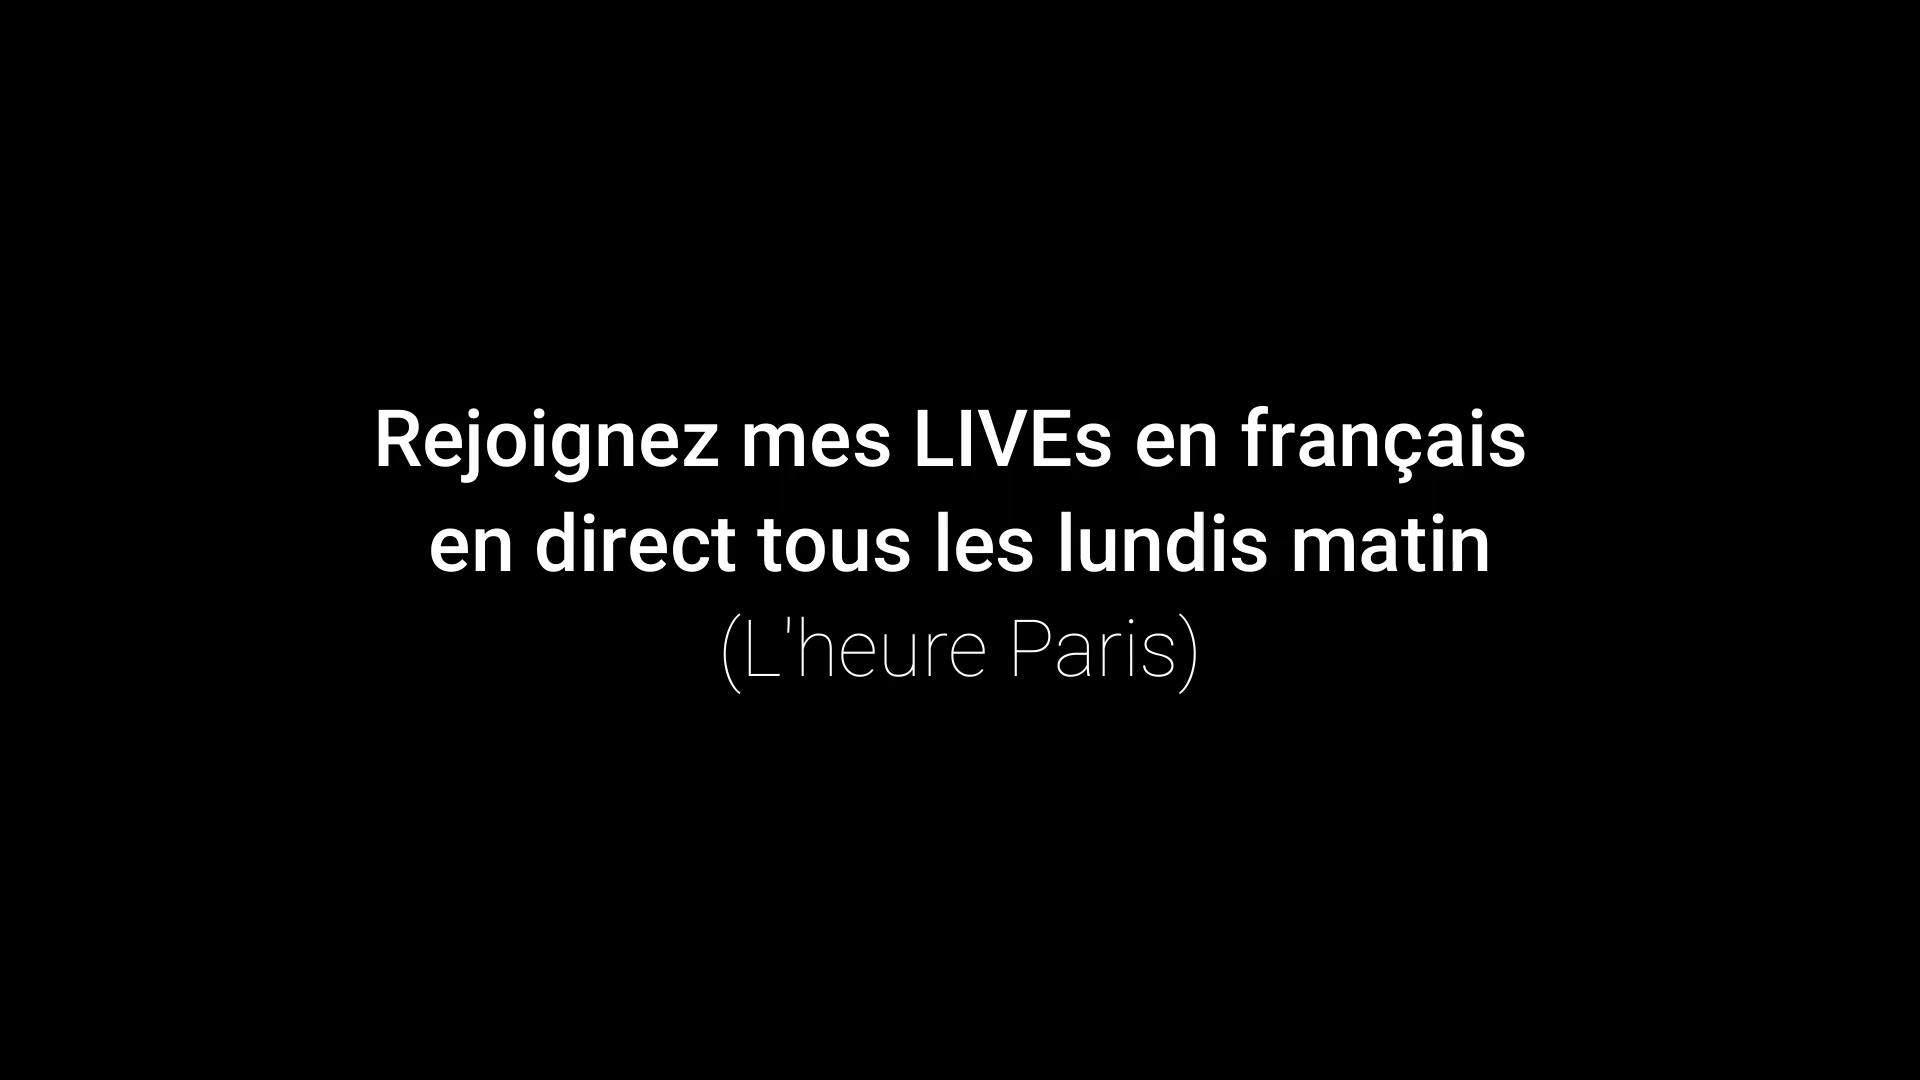 Rejoignez mes LIVEs en français
en direct tous les lundis matin
(L'heure Paris)